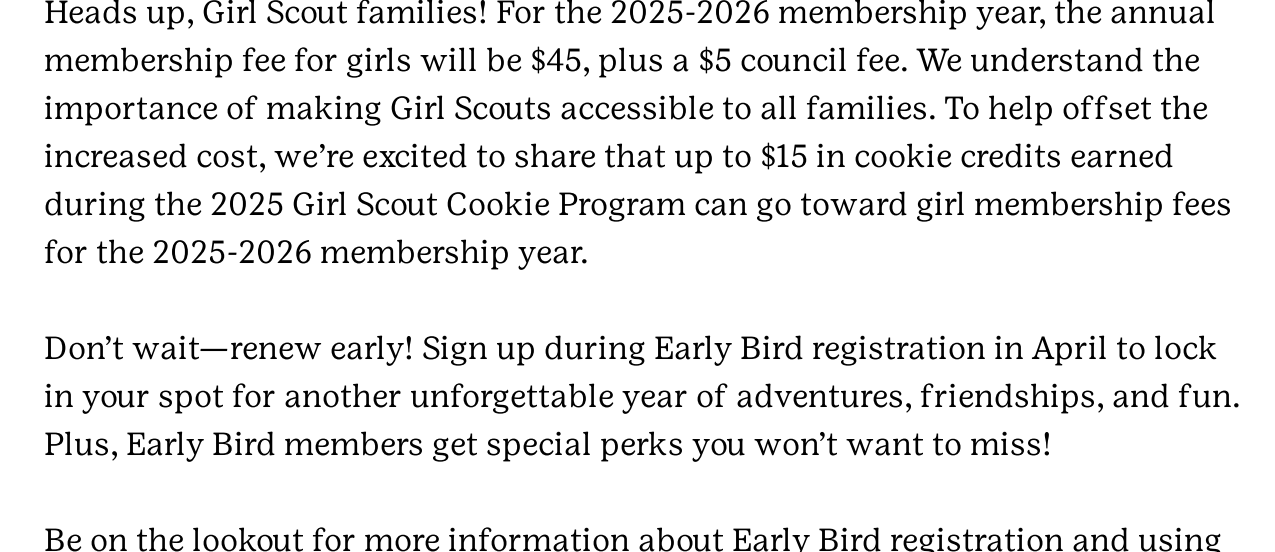 Heads up, Girl Scout families! For the 2025-2026 membership year, the annual
membership fee for girls will be $45, plus a $5 council fee. We understand the
importance of making Girl Scouts accessible to all families. To help offset the
increased cost, we’re excited to share that up to $15 in cookie credits earned
during the 2025 Girl Scout Cookie Program can go toward girl membership fees
for the 2025-2026 membership year.
Don’t wait—renew early! Sign up during Early Bird registration in April to lock
in your spot for another unforgettable year of adventures, friendships, and fun.
Plus, Early Bird members get special perks you won’t want to miss!
Be on the lookout for more information about Early Bird registration and using